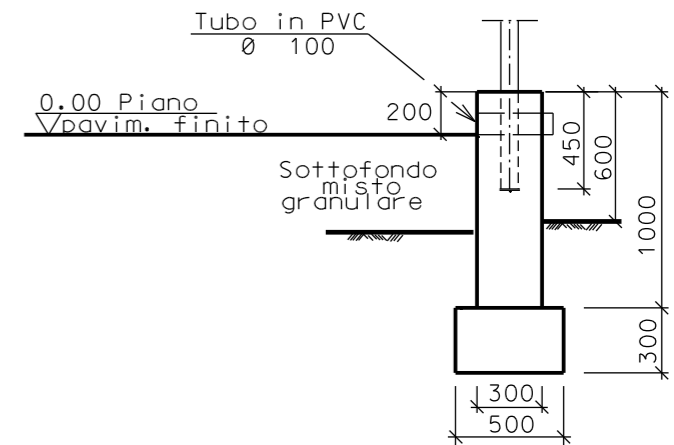 Tubo in PVC
Ø 100
0.00 Piano
pavim. finito
200
Sottofondo
misto
granulare
450
600
1000
300
300
500